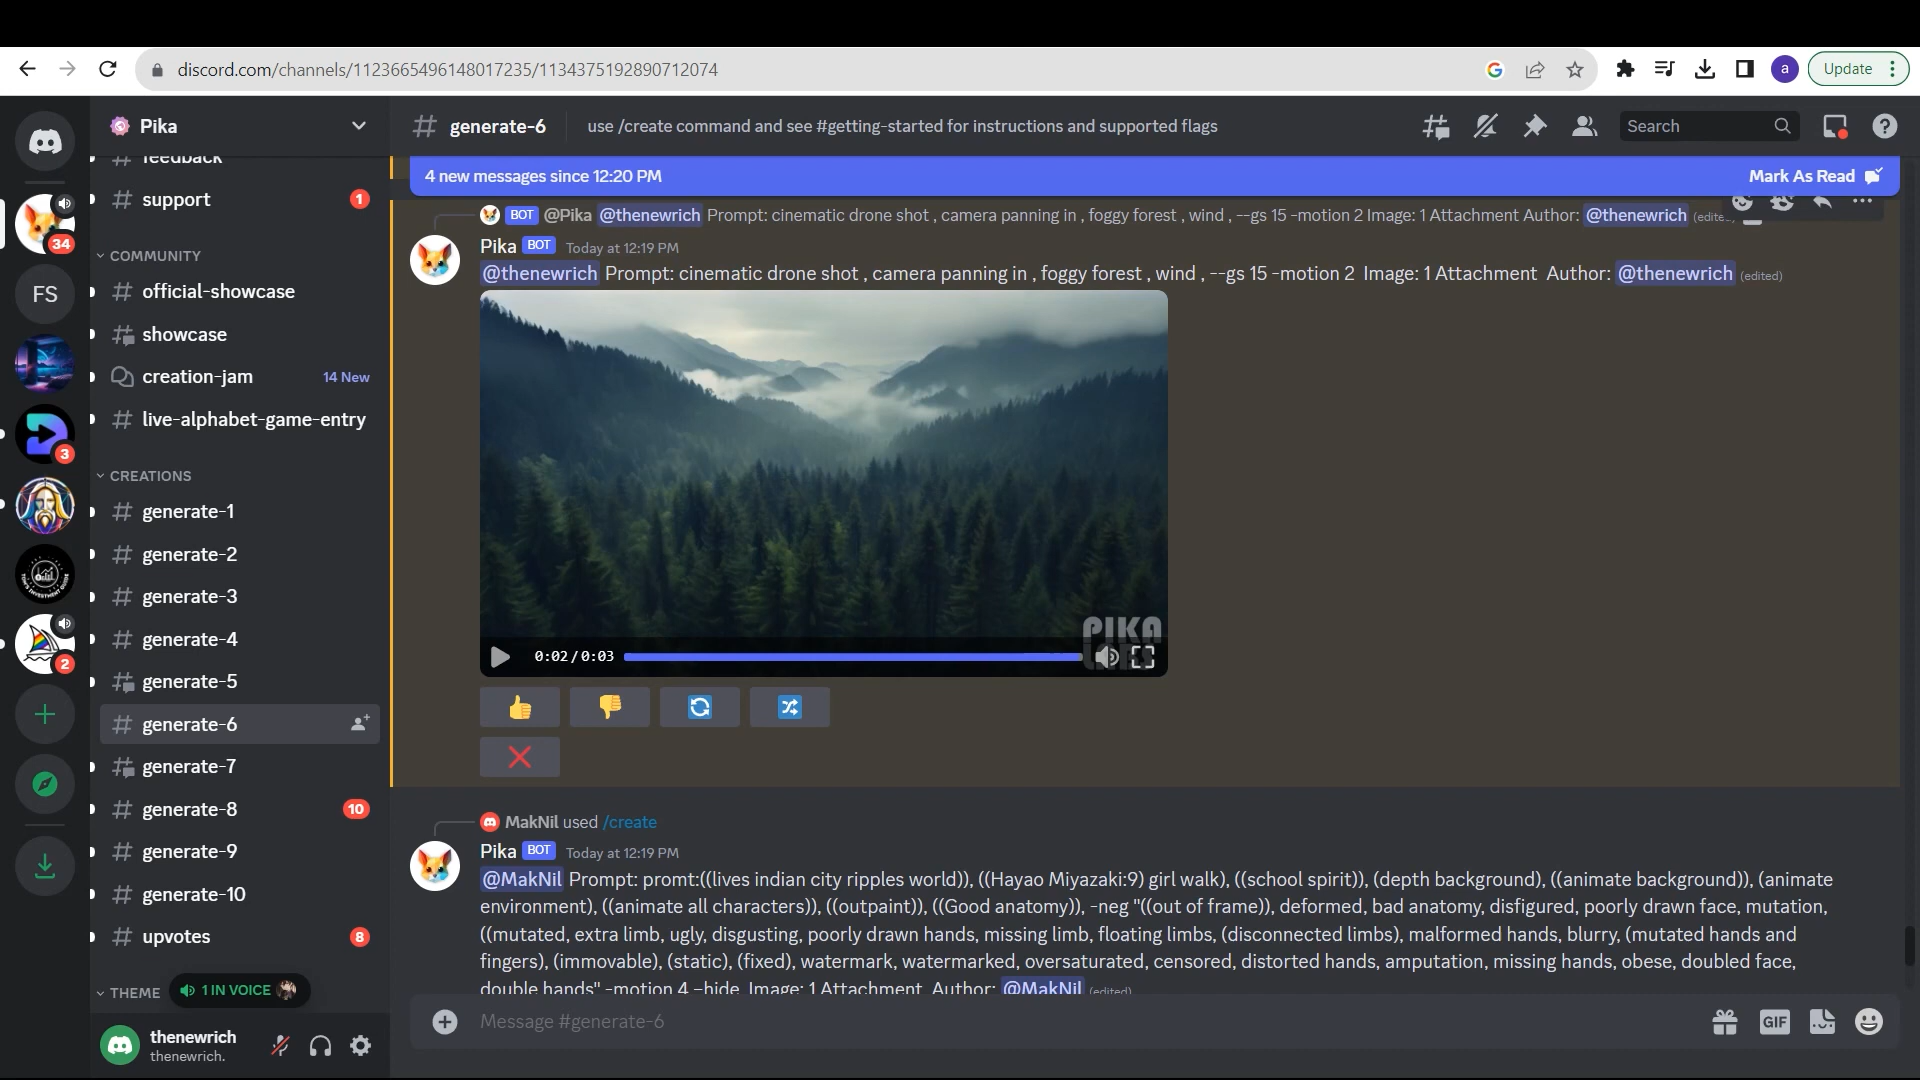 discord.com/channels/1123665496148017235/1134375192890712074
a
Update
Pika
generate-6
use /create command and see #getting-started for instructions and supported flags
Search
feedback
support 1
COMMUNITY
official-showcase
showcase
creation-jam 14 New
live-alphabet-game-entry
CREATIONS
generate-1
generate-2
generate-3
generate-4
generate-5
generate-6
generate-7
generate-8 10
generate-9
generate-10
upvotes 8
THEME
1 IN VOICE
thenewrich
thenewrich.
34
FS
3
2
4 new messages since 12:20 PM Mark As Read
BOT @Pika @thenewrich Prompt: cinematic drone shot , camera panning in , foggy forest , wind , --gs 15 -motion 2 Image: 1 Attachment Author: @thenewrich
Pika BOT Today at 12:19 PM
@thenewrich Prompt: cinematic drone shot , camera panning in , foggy forest , wind , --gs 15 -motion 2 Image: 1 Attachment Author: @thenewrich (edited)
PIKA
0:02/0:03
MakNil used /create
Pika BOT Today at 12:19 PM
@MakNil Prompt: promt:((lives indian city ripples world)), ((Hayao Miyazaki:9) girl walk), ((school spirit)), (depth background), ((animate background)), (animate
environment), ((animate all characters)), ((outpaint)), ((Good anatomy)), -neg "((out of frame)), deformed, bad anatomy, disfigured, poorly drawn face, mutation,
((mutated, extra limb, ugly, disgusting, poorly drawn hands, missing limb, floating limbs, (disconnected limbs), malformed hands, blurry, (mutated hands and
fingers), (immovable), (static), (fixed), watermark, watermarked, oversaturated, censored, distorted hands, amputation, missing hands, obese, doubled face,
double hands" -motion 4 –hide Image: 1 Attachment Author: @MakNil (edited)
Message #generate-6
GIF